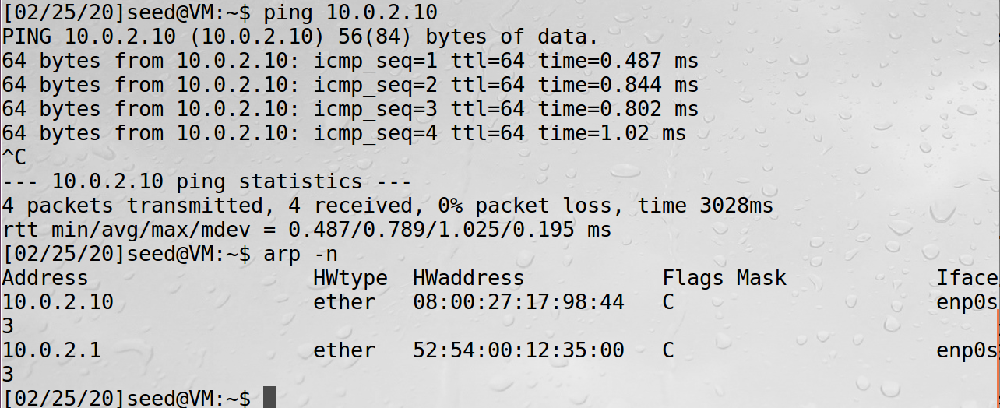 [02/25/20]seed@VM:~$ ping 10.0.2.10
PING 10.0.2.10 (10.0.2.10) 56(84) bytes of data.
64 bytes from 10.0.2.10: icmp_seq=1 ttl=64 time=0.487 ms
64 bytes from 10.0.2.10: icmp_seq=2 ttl=64 time=0.844 ms
64 bytes from 10.0.2.10: icmp_seq=3 ttl=64 time=0.802 ms
64 bytes from 10.0.2.10: icmp_seq=4 ttl=64 time=1.02 ms
^C
--- 10.0.2.10 ping statistics ---
4 packets transmitted, 4 received, 0% packet loss, time 3028ms
rtt min/avg/max/mdev = 0.487/0.789/1.025/0.195 ms
[02/25/20]seed@VM:~$ arp -n
Address                  HWtype  HWaddress           Flags Mask            Iface
10.0.2.10                ether   08:00:27:17:98:44   C                     enp0s
3
10.0.2.1                 ether   52:54:00:12:35:00   C                     enp0s
3
[02/25/20]seed@VM:~$